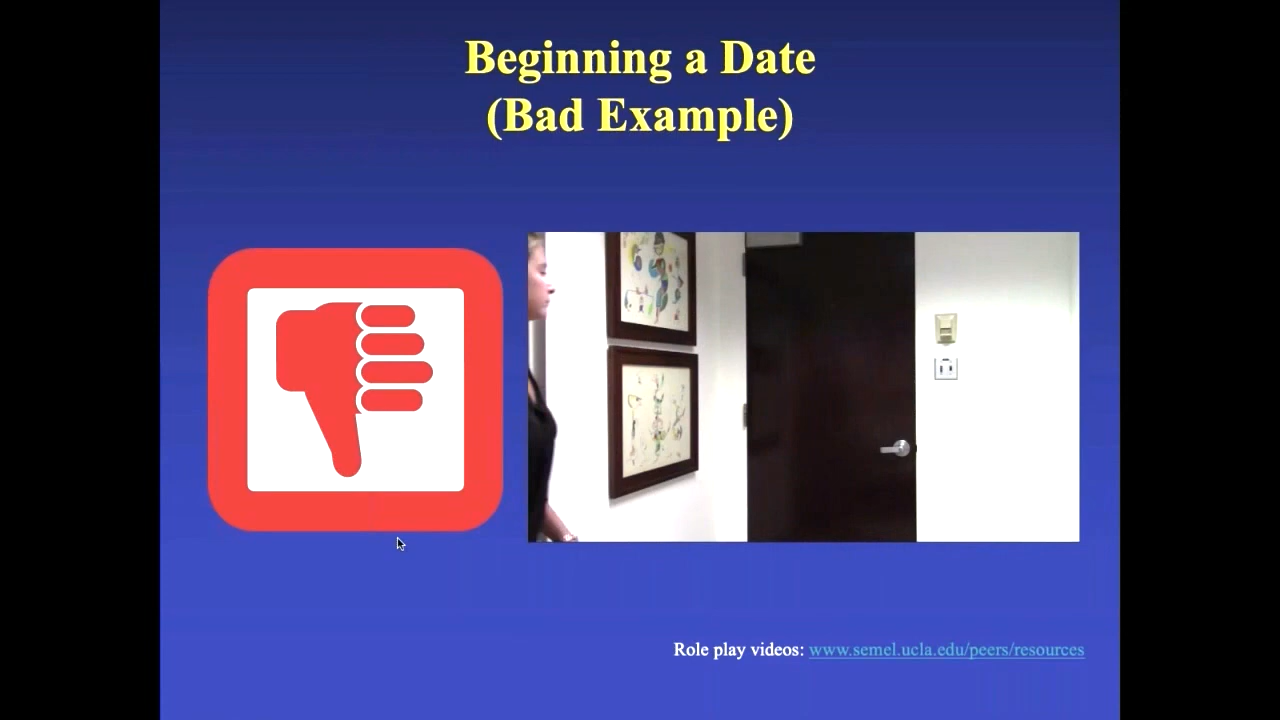 Beginning a Date
(Bad Example)
Role play videos: www.semel.ucla.edu/peers/resources